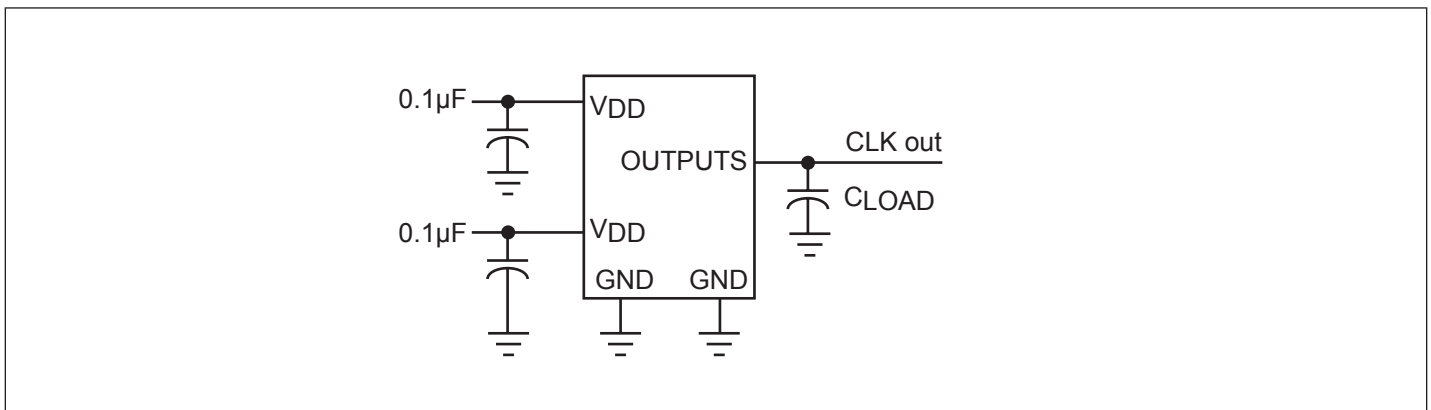 0.1µF
VDD
OUTPUTS
CLK out
CLOAD
0.1µF
VDD
GND GND